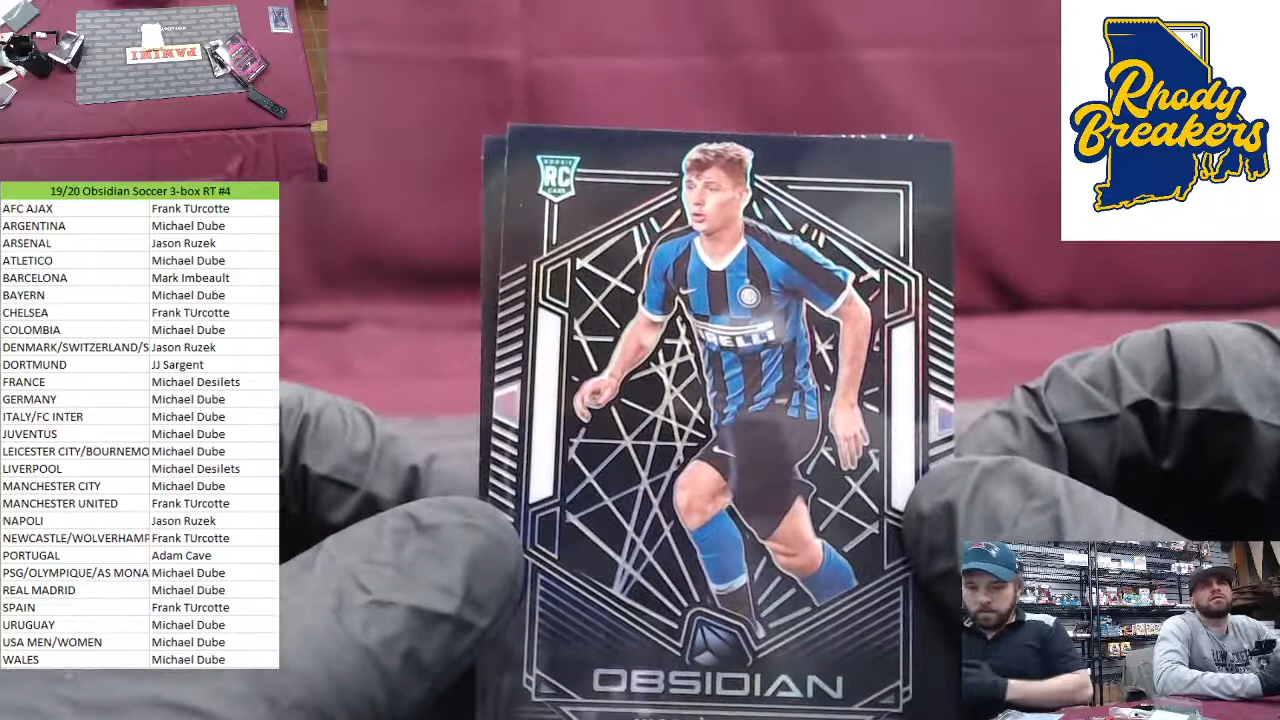 PANINI
19/20 Obsidian Soccer 3-box RT #4
AFC AJAX Frank TUrcotte
ARGENTINA Michael Dube
ARSENAL Jason Ruzek
ATLETICO Michael Dube
BARCELONA Mark Imbeault
BAYERN Michael Dube
CHELSEA Frank TUrcotte
COLOMBIA Michael Dube
DENMARK/SWITZERLAND/S Jason Ruzek
DORTMUND JJ Sargent
FRANCE Michael Desilets
GERMANY Michael Dube
ITALY/FC INTER Michael Dube
JUVENTUS Michael Dube
LEICESTER CITY/BOURNEMO Michael Dube
LIVERPOOL Michael Desilets
MANCHESTER CITY Michael Dube
MANCHESTER UNITED Frank TUrcotte
NAPOLI Jason Ruzek
NEWCASTLE/WOLVERHAMP Frank TUrcotte
PORTUGAL Adam Cave
PSG/OLYMPIQUE/AS MONA Michael Dube
REAL MADRID Michael Dube
SPAIN Frank TUrcotte
URUGUAY Michael Dube
USA MEN/WOMEN Michael Dube
WALES Michael Dube
ROOKIE
RC
CARD
OBSIDIAN
1/1
Rhody
Breakers